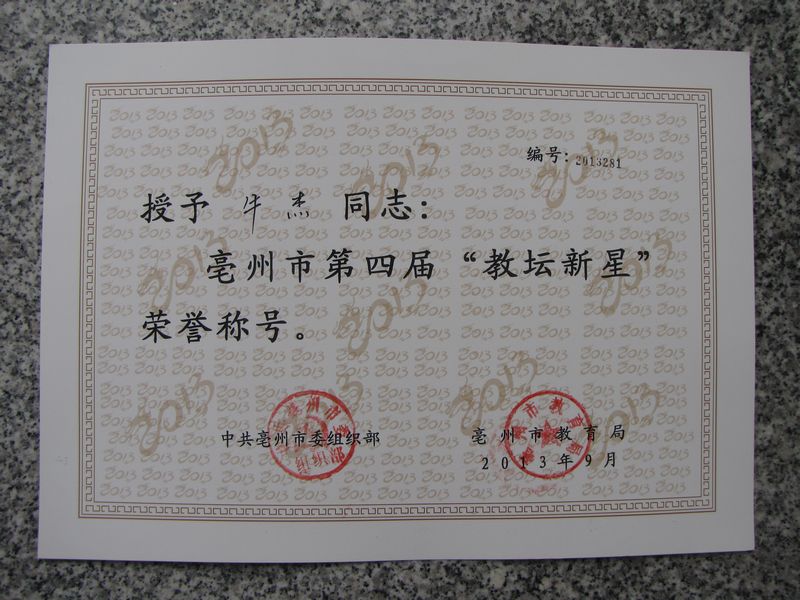 编号：2013281
授予 牛杰 同志：
亳州市第四届“教坛新星”
荣誉称号。
中共亳州市委组织部 亳州市教育局
2013年9月